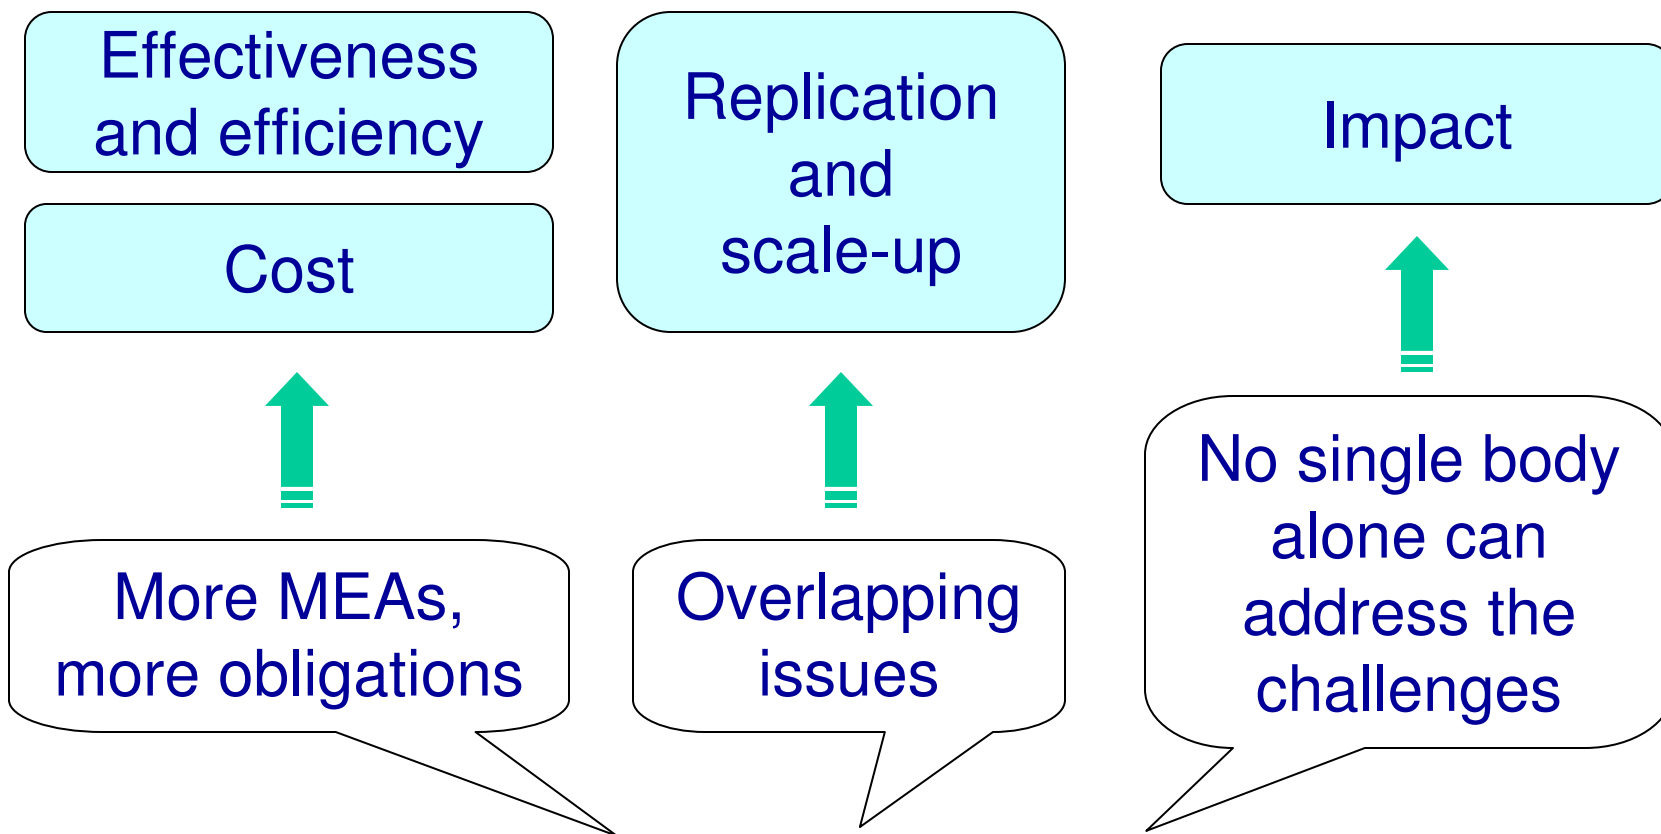 Effectiveness
and efficiency
Cost
Replication
and
scale-up
Impact
More MEAs,
more obligations
Overlapping
issues
No single body
alone can
address the
challenges